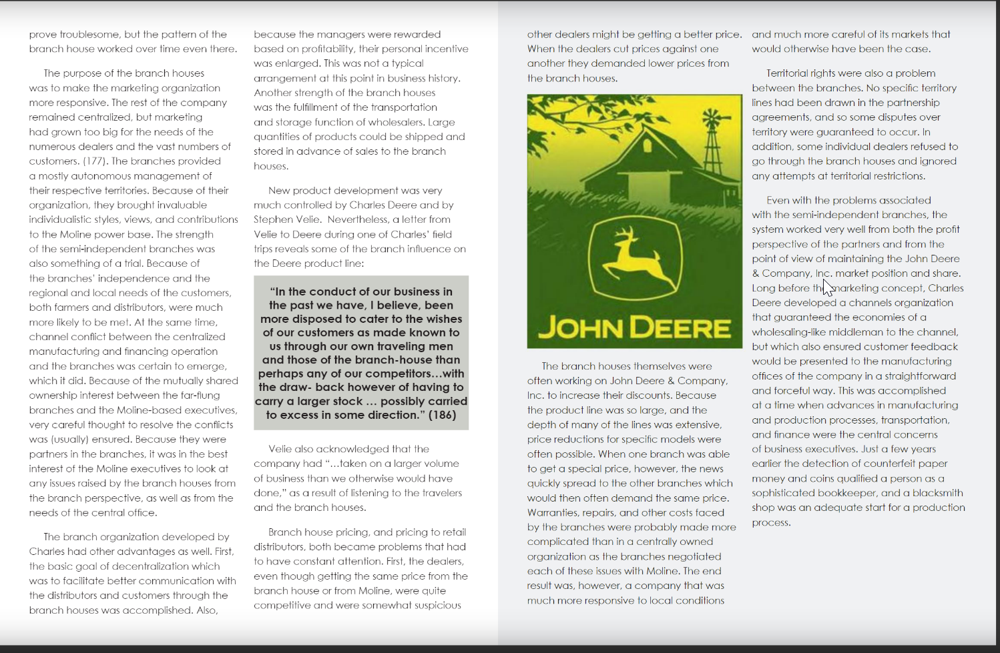 prove troublesome, but the pattern of the
branch house worked over time even there.
The purpose of the branch houses
was to make the marketing organization
more responsive. The rest of the company
remained centralized, but marketing
had grown too big for the needs of the
numerous dealers and the vast numbers of
customers. (177). The branches provided
a mostly autonomous management of
their respective territories. Because of their
organization, they brought invaluable
individualistic styles, views, and contributions
to the Moline power base. The strength
of the semi-independent branches was
also something of a trial. Because of
the branches' independence and the
regional and local needs of the customers,
both farmers and distributors, were much
more likely to be met. At the same time,
channel conflict between the centralized
manufacturing and financing operation
and the branches was certain to emerge,
which it did. Because of the mutually shared
ownership interest between the far-flung
branches and the Moline-based executives,
very careful thought to resolve the conflicts
was (usually) ensured. Because they were
partners in the branches, it was in the best
interest of the Moline executives to look at
any issues raised by the branch houses from
the branch perspective, as well as from the
needs of the central office.
The branch organization developed by
Charles had other advantages as well. First,
the basic goal of decentralization which
was to facilitate better communication with
the distributors and customers through the
branch houses was accomplished. Also,
because the managers were rewarded
based on profitability, their personal incentive
was enlarged. This was not a typical
arrangement at this point in business history.
Another strength of the branch houses
was the fulfillment of the transportation
and storage function of wholesalers. Large
quantities of products could be shipped and
stored in advance of sales to the branch
houses.
New product development was very
much controlled by Charles Deere and by
Stephen Velie.  Nevertheless, a letter from
Velie to Deere during one of Charles' field
trips reveals some of the branch influence on
the Deere product line:
“In the conduct of our business in
the past we have, I believe, been
more disposed to cater to the wishes
of our customers as made known to
us through our own traveling men
and those of the branch-house than
perhaps any of our competitors...with
the draw- back however of having to
carry a larger stock ... possibly carried
to excess in some direction.” (186)
Velie also acknowledged that the
company had “...taken on a larger volume
of business than we otherwise would have
done,” as a result of listening to the travelers
and the branch houses.
Branch house pricing, and pricing to retail
distributors, both became problems that had
to have constant attention. First, the dealers,
even though getting the same price from the
branch house or from Moline, were quite
competitive and were somewhat suspicious
other dealers might be getting a better price.
When the dealers cut prices against one
another they demanded lower prices from
the branch houses.
JOHN DEERE
The branch houses themselves were
often working on John Deere & Company,
Inc. to increase their discounts. Because
the product line was so large, and the
depth of many of the lines was extensive,
price reductions for specific models were
often possible. When one branch was able
to get a special price, however, the news
quickly spread to the other branches which
would then often demand the same price.
Warranties, repairs, and other costs faced
by the branches were probably made more
complicated than in a centrally owned
organization as the branches negotiated
each of these issues with Moline. The end
result was, however, a company that was
much more responsive to local conditions
and much more careful of its markets that
would otherwise have been the case.
Territorial rights were also a problem
between the branches. No specific territory
lines had been drawn in the partnership
agreements, and so some disputes over
territory were guaranteed to occur. In
addition, some individual dealers refused to
go through the branch houses and ignored
any attempts at territorial restrictions.
Even with the problems associated
with the semi-independent branches, the
system worked very well from both the profit
perspective of the partners and from the
point of view of maintaining the John Deere
& Company, Inc. market position and share.
Long before the marketing concept, Charles
Deere developed a channels organization
that guaranteed the economies of a
wholesaling-like middleman to the channel,
but which also ensured customer feedback
would be presented to the manufacturing
offices of the company in a straightforward
and forceful way. This was accomplished
at a time when advances in manufacturing
and production processes, transportation,
and finance were the central concerns
of business executives. Just a few years
earlier the detection of counterfeit paper
money and coins qualified a person as a
sophisticated bookkeeper, and a blacksmith
shop was an adequate start for a production
process.